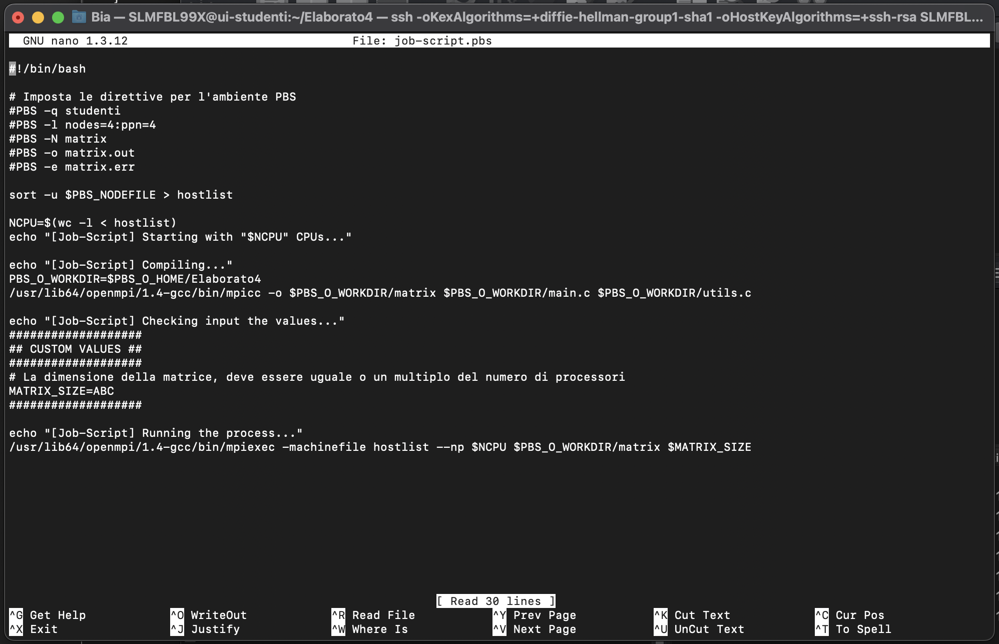 Bia — SLMFBL99X@ui-studenti:~/Elaborato4 — ssh -oKexAlgorithms=+diffie-hellman-group1-sha1 -oHostKeyAlgorithms=+ssh-rsa SLMFBL...
GNU nano 1.3.12 File: job-script.pbs
#!/bin/bash
# Imposta le direttive per l'ambiente PBS
#PBS -q studenti
#PBS -l nodes=4:ppn=4
#PBS -N matrix
#PBS -o matrix.out
#PBS -e matrix.err
sort -u $PBS_NODEFILE > hostlist
NCPU=$(wc -l < hostlist)
echo "[Job-Script] Starting with "$NCPU" CPUs..."
echo "[Job-Script] Compiling..."
PBS_O_WORKDIR=$PBS_O_HOME/Elaborato4
/usr/lib64/openmpi/1.4-gcc/bin/mpicc -o $PBS_O_WORKDIR/matrix $PBS_O_WORKDIR/main.c $PBS_O_WORKDIR/utils.c
echo "[Job-Script] Checking input the values..."
###################
## CUSTOM VALUES ##
###################
# La dimensione della matrice, deve essere uguale o un multiplo del numero di processori
MATRIX_SIZE=ABC
###################
echo "[Job-Script] Running the process..."
/usr/lib64/openmpi/1.4-gcc/bin/mpiexec -machinefile hostlist --np $NCPU $PBS_O_WORKDIR/matrix $MATRIX_SIZE
[ Read 30 lines ]
^G Get Help ^O WriteOut ^R Read File ^Y Prev Page ^K Cut Text ^C Cur Pos
^X Exit ^J Justify ^W Where Is ^V Next Page ^U UnCut Text ^T To Spell